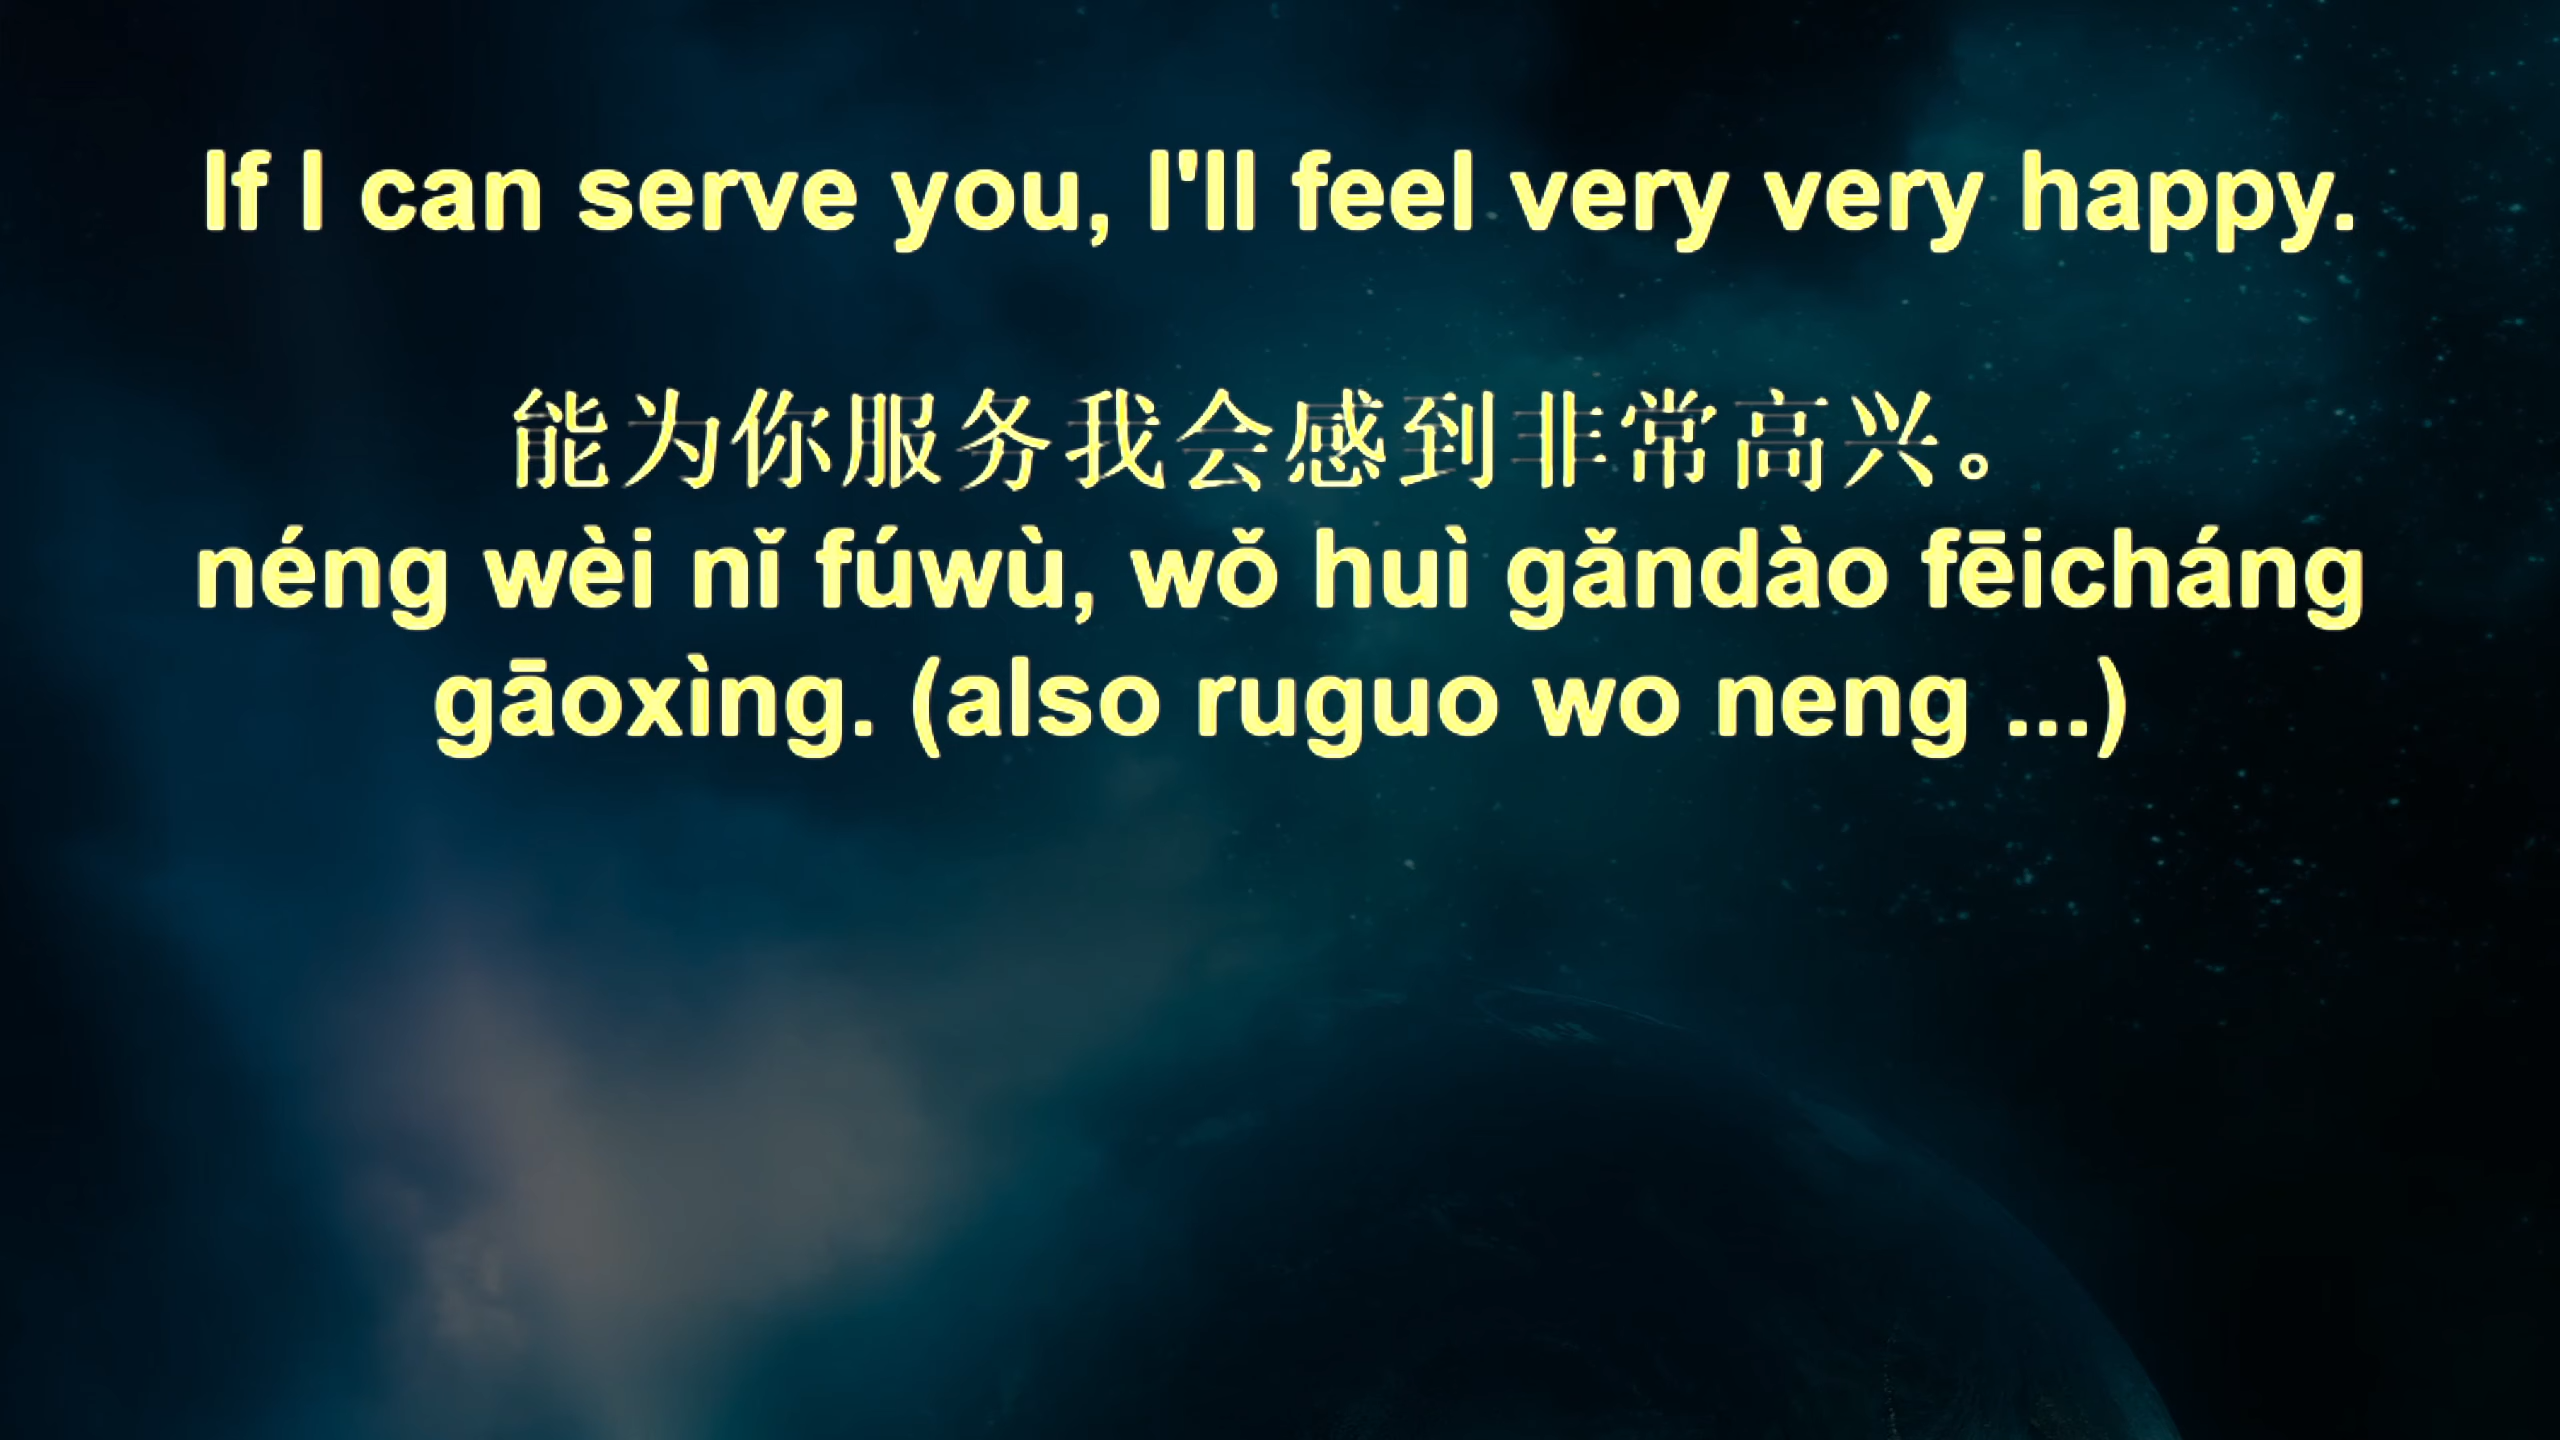 If I can serve you, I'll feel very very happy.
能为你服务我会感到非常高兴。
néng wèi nǐ fúwù, wǒ huì gǎndào fēicháng
gāoxìng. (also ruguo wo neng ...)